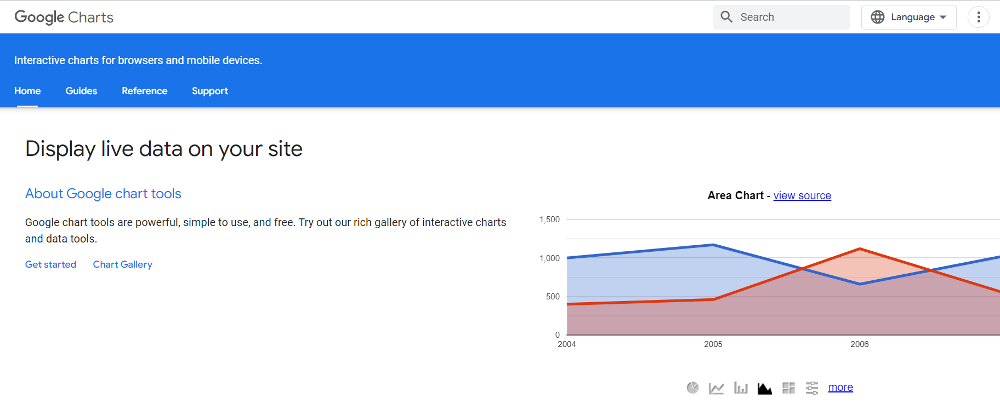 Google Charts
Search
Language
Interactive charts for browsers and mobile devices.
Home Guides Reference Support
Display live data on your site
About Google chart tools
Google chart tools are powerful, simple to use, and free. Try out our rich gallery of interactive charts
and data tools.
Get started Chart Gallery
Area Chart - view source
1,500
1,000
500
0
2004 2005 2006
more